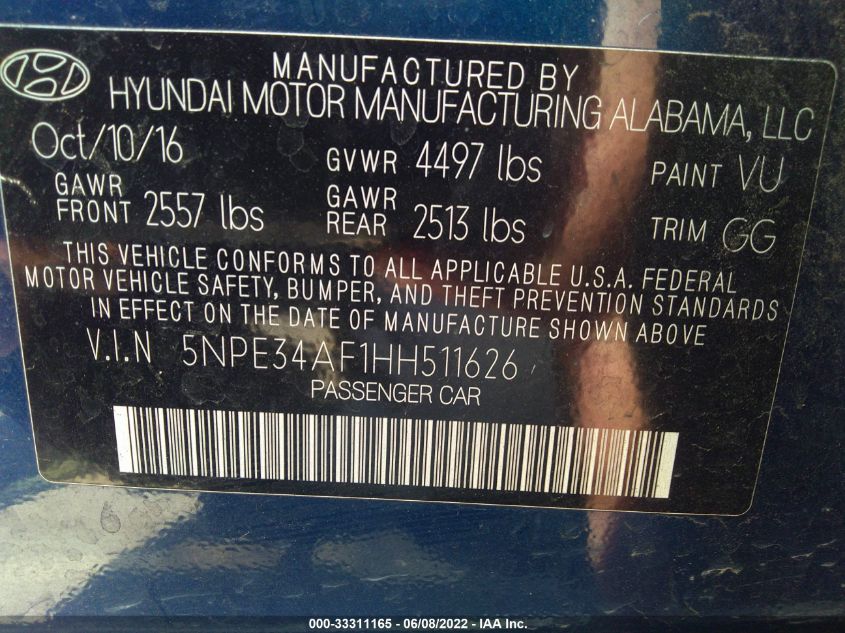 MANUFACTURED BY
HYUNDAI MOTOR MANUFACTURING ALABAMA, LLC
Oct/10/16 GVWR 4497 lbs PAINT VU
GAWR FRONT 2557 lbs GAWR REAR 2513 lbs TRIM GG
THIS VEHICLE CONFORMS TO ALL APPLICABLE U.S.A. FEDERAL
MOTOR VEHICLE SAFETY, BUMPER, AND THEFT PREVENTION STANDARDS
IN EFFECT ON THE DATE OF MANUFACTURE SHOWN ABOVE
V.I.N 5NPE34AF1HH511626
PASSENGER CAR
000-33311165 - 06/08/2022 - IAA Inc.